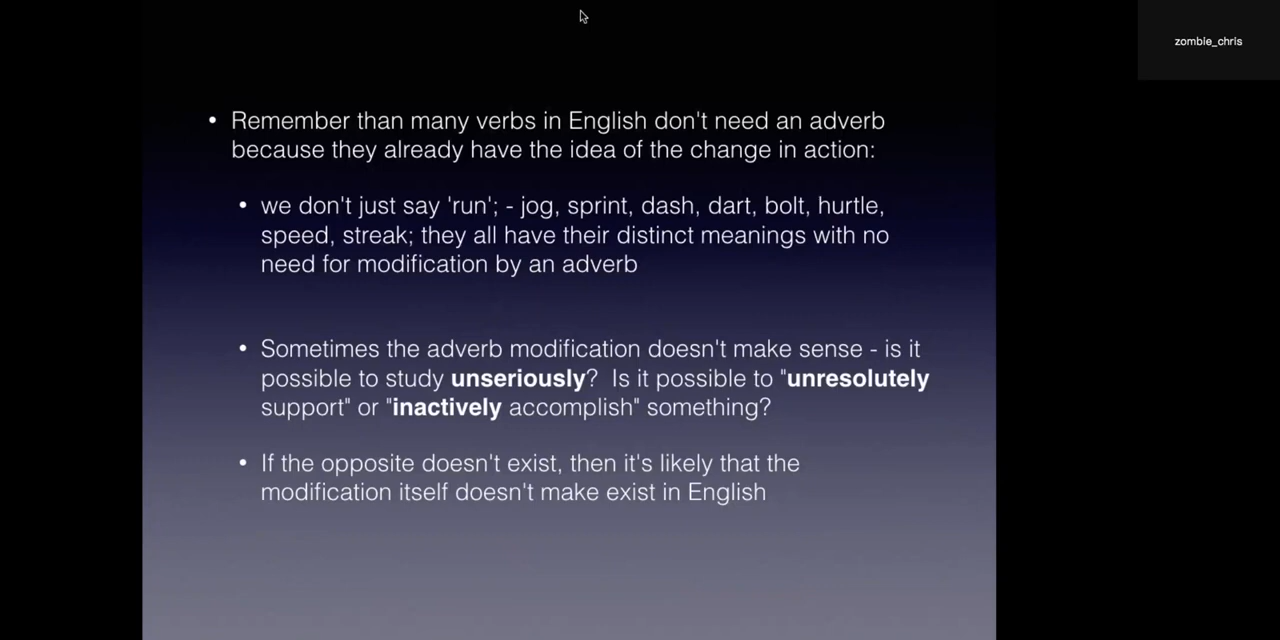 zombie_chris
• Remember than many verbs in English don't need an adverb
because they already have the idea of the change in action:
• we don't just say 'run'; - jog, sprint, dash, dart, bolt, hurtle,
speed, streak; they all have their distinct meanings with no
need for modification by an adverb
• Sometimes the adverb modification doesn't make sense - is it
possible to study unseriously? Is it possible to "unresolutely
support" or "inactively accomplish" something?
• If the opposite doesn't exist, then it's likely that the
modification itself doesn't make exist in English